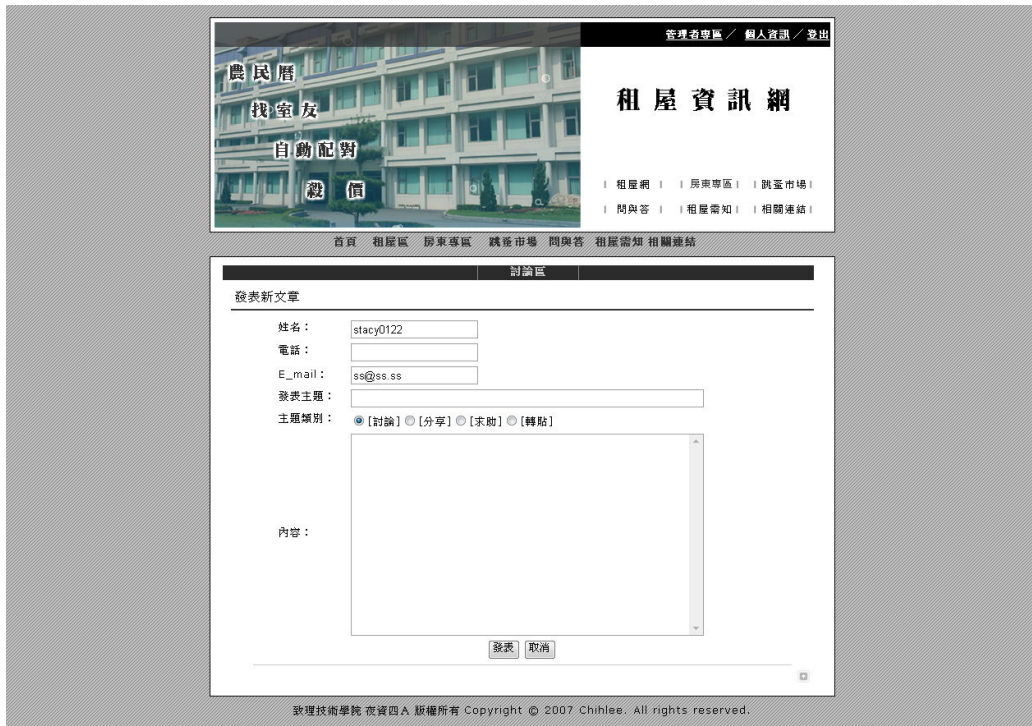 管理者專區 ／ 個人資訊 ／ 登出
農民曆
找室友
自動配對
殺價
租屋資訊網
| 租屋網 | | 房東專區 | | 跳蚤市場 |
| 問與答 | | 租屋需知 | | 相關連結 |
首頁 租屋區 房東專區 跳蚤市場 問與答 租屋需知 相關連結
討論區
發表新文章
姓名： stacy0122
電話：
E_mail： ss@ss.ss
發表主題：
主題類別： [討論] [分享] [求助] [轉貼]
內容：
發表 取消
致理技術學院 夜資四A 版權所有 Copyright © 2007 Chihlee. All rights reserved.